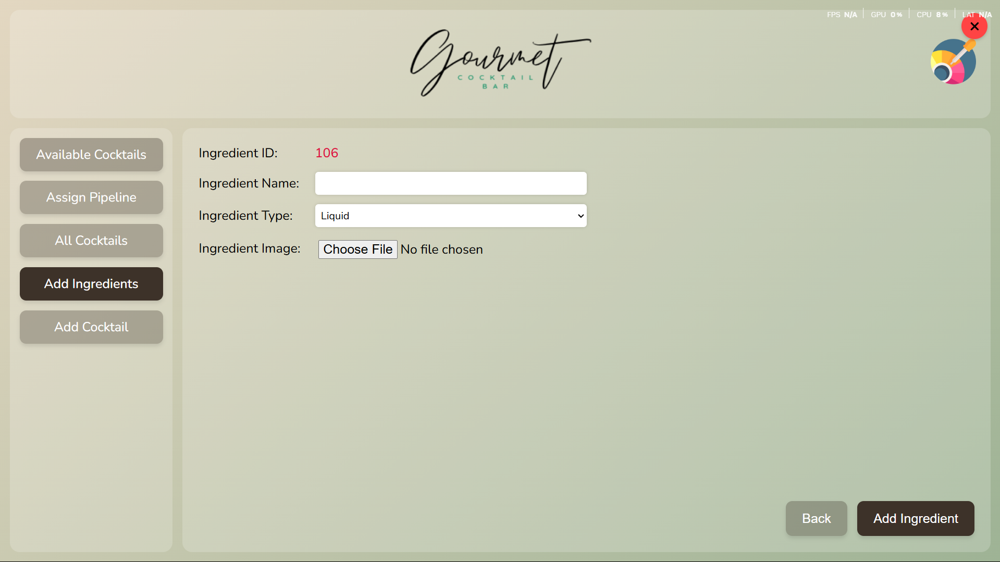 FPS N/A GPU 0% CPU 8% LAT N/A
Gourmet
COCKTAIL
BAR
Available Cocktails
Assign Pipeline
All Cocktails
Add Ingredients
Add Cocktail
Ingredient ID: 106
Ingredient Name:
Ingredient Type: Liquid
Ingredient Image: Choose File No file chosen
Back Add Ingredient